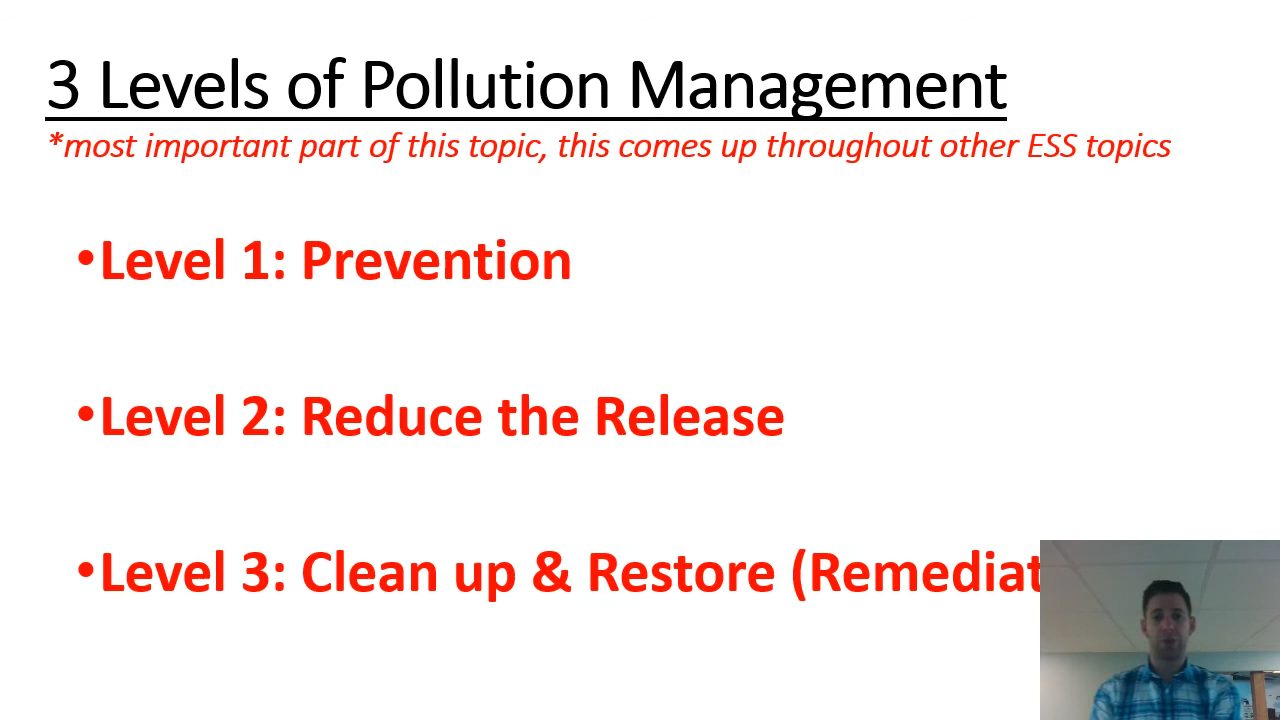 3 Levels of Pollution Management
*most important part of this topic, this comes up throughout other ESS topics
•Level 1: Prevention
•Level 2: Reduce the Release
•Level 3: Clean up & Restore (Remediat